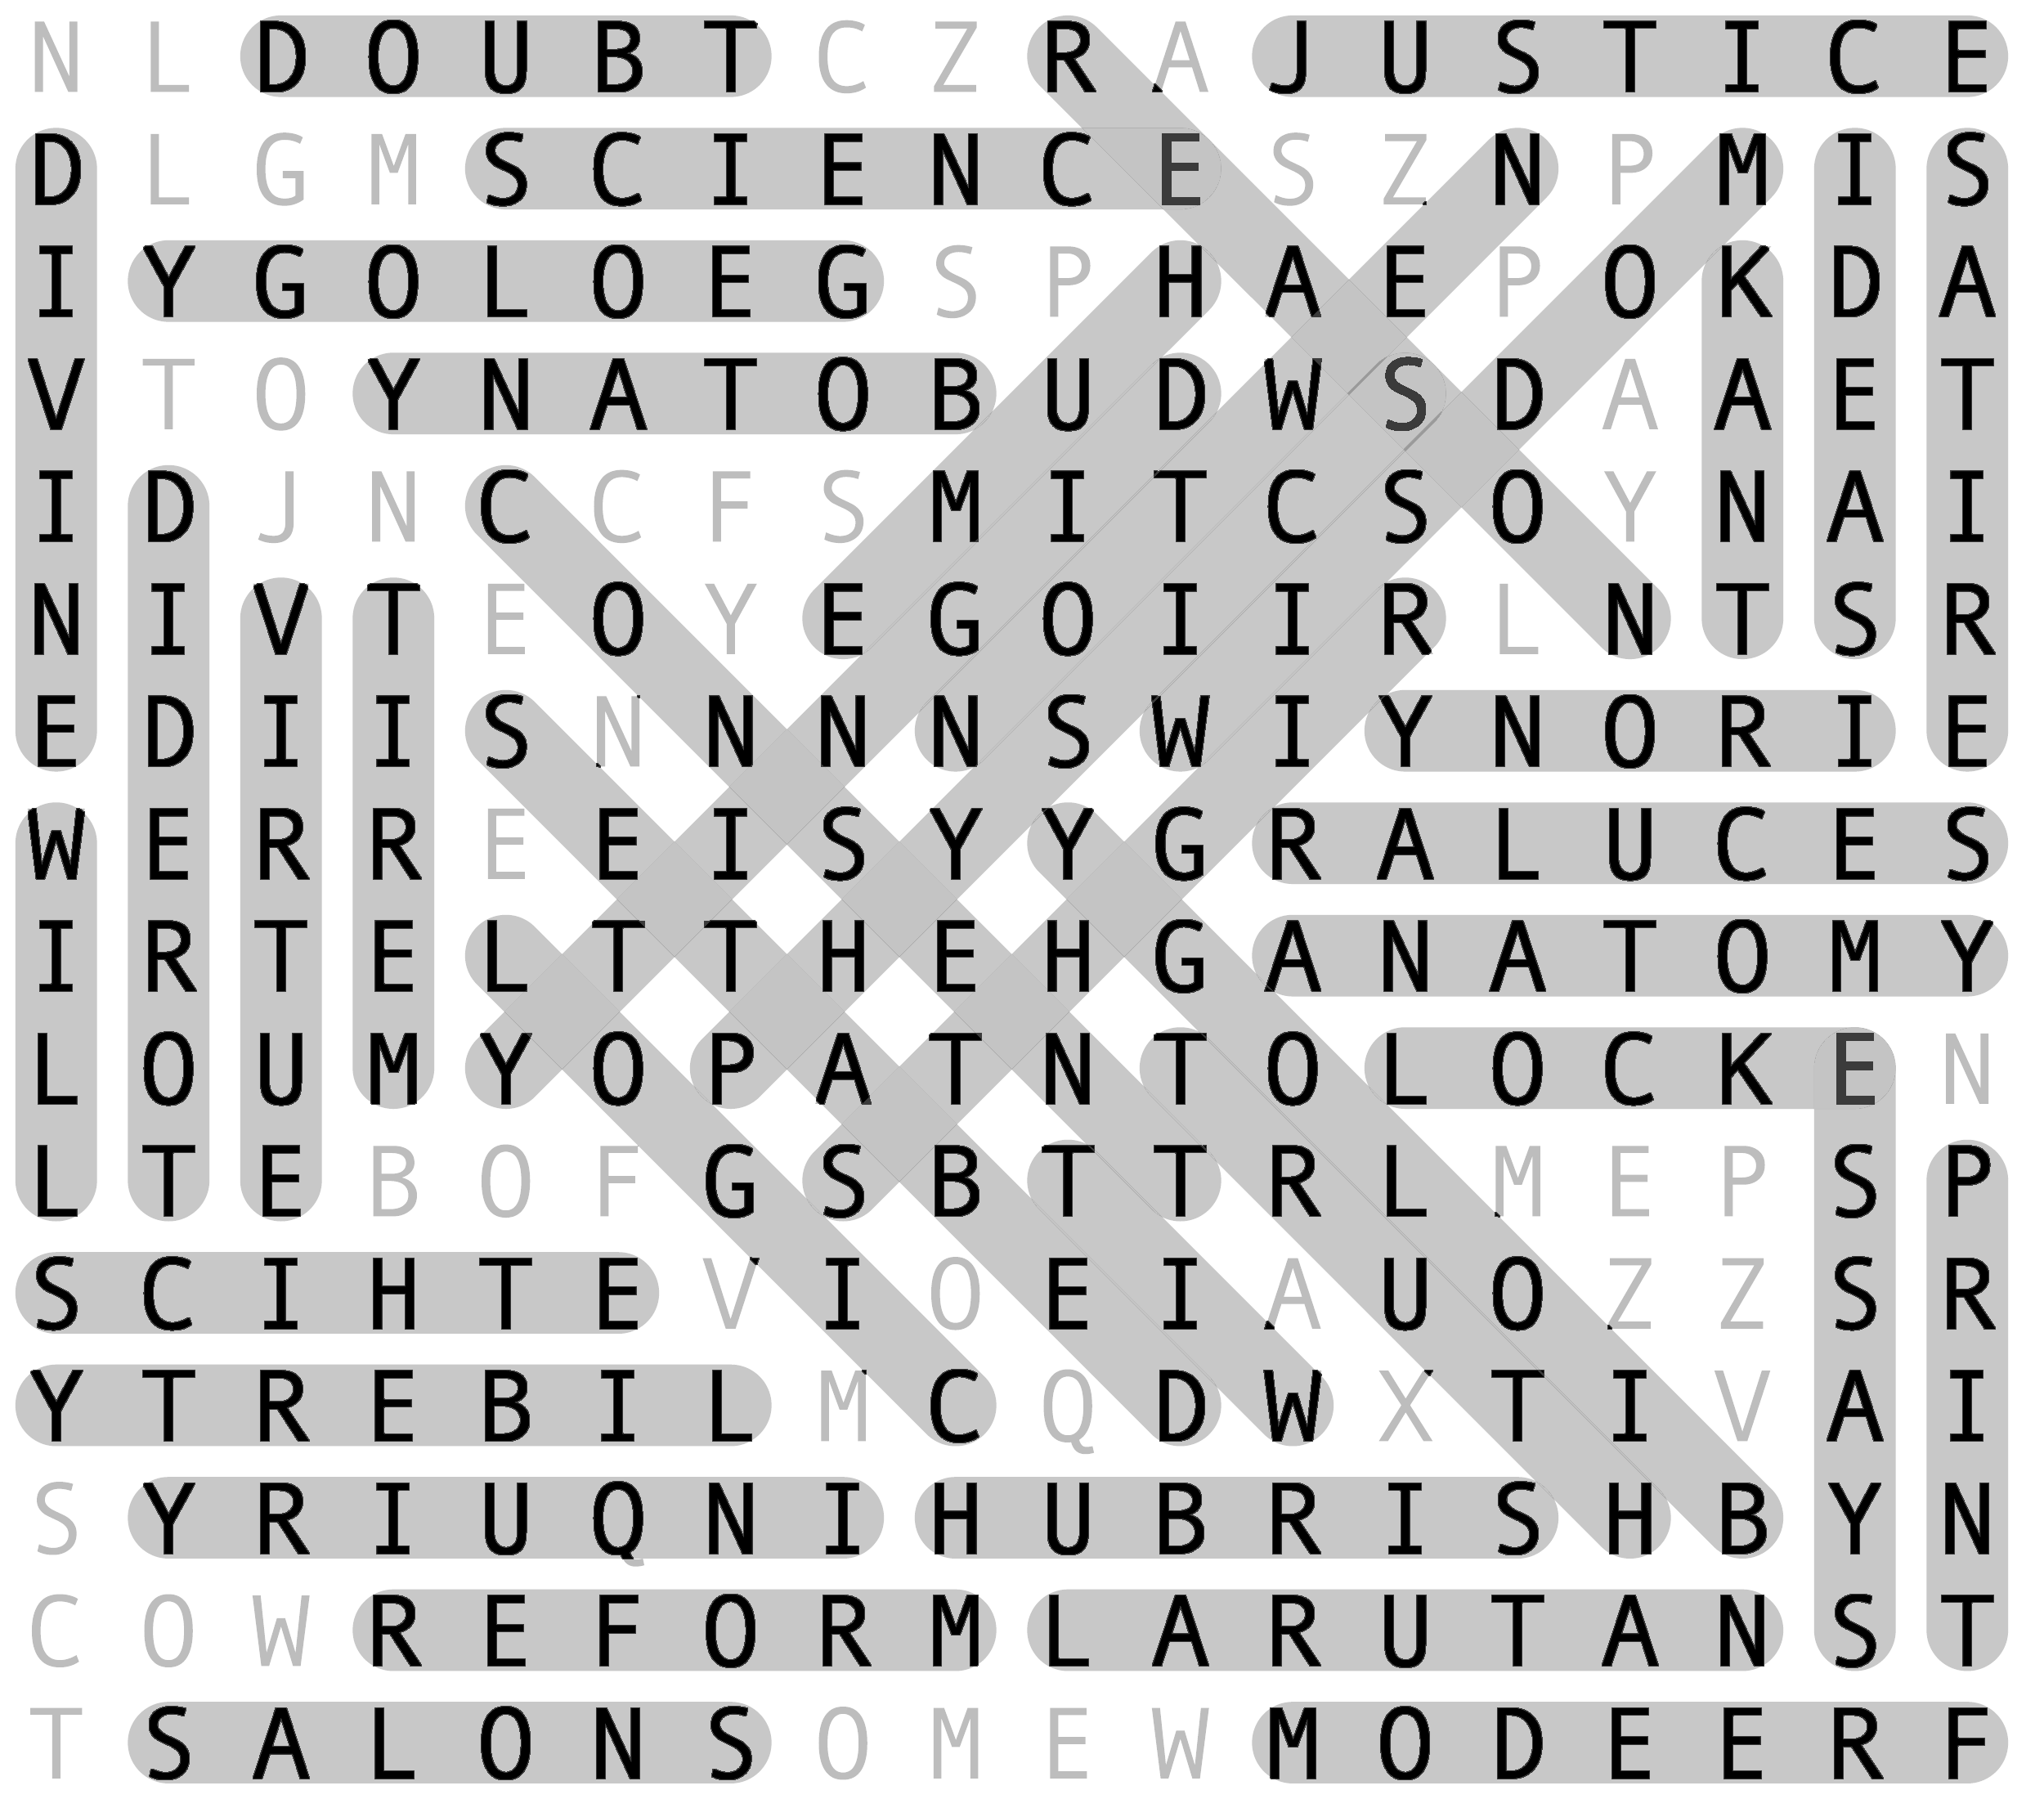 N L D O U B T C Z R A J U S T I C E
D L G M S C I E N C E S Z N P M I S
I Y G O L O E G S P H A E P O K D A
V T O Y N A T O B U D W S D A A E T
I D J N C C F S M I T C S O Y N A I
N I V T E O Y E G O I I R L N T S R
E D I I S N N N N S W I Y N O R I E
W E R R E E I S Y Y G R A L U C E S
I R T E L T T H E H G A N A T O M Y
L O U M Y O P A T N T O L O C K E N
L T E B O F G S B T T R L M E P S P
S C I H T E V I O E I A U O Z Z S R
Y T R E B I L M C Q D W X T I V A I
S Y R I U Q N I H U B R I S H B Y N
C O W R E F O R M L A R U T A N S T
T S A L O N S O M E W M O D E E R F